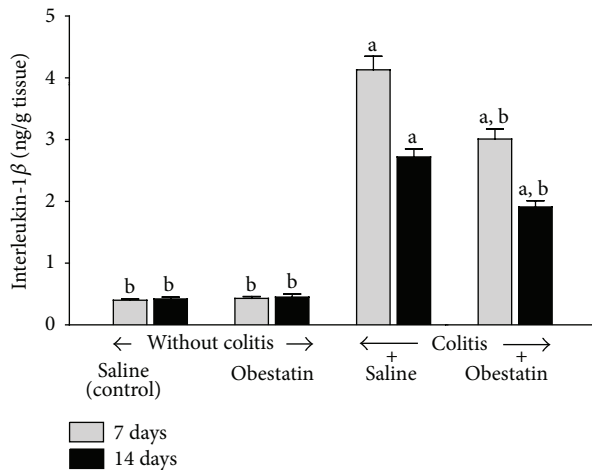 Interleukin-1β (ng/g tissue)
5
4
3
2
1
0
b
b
b
b
a
a
a, b
a, b
← Without colitis →
← Colitis →
Saline
(control)
Obestatin
+
Saline
+
Obestatin
7 days
14 days